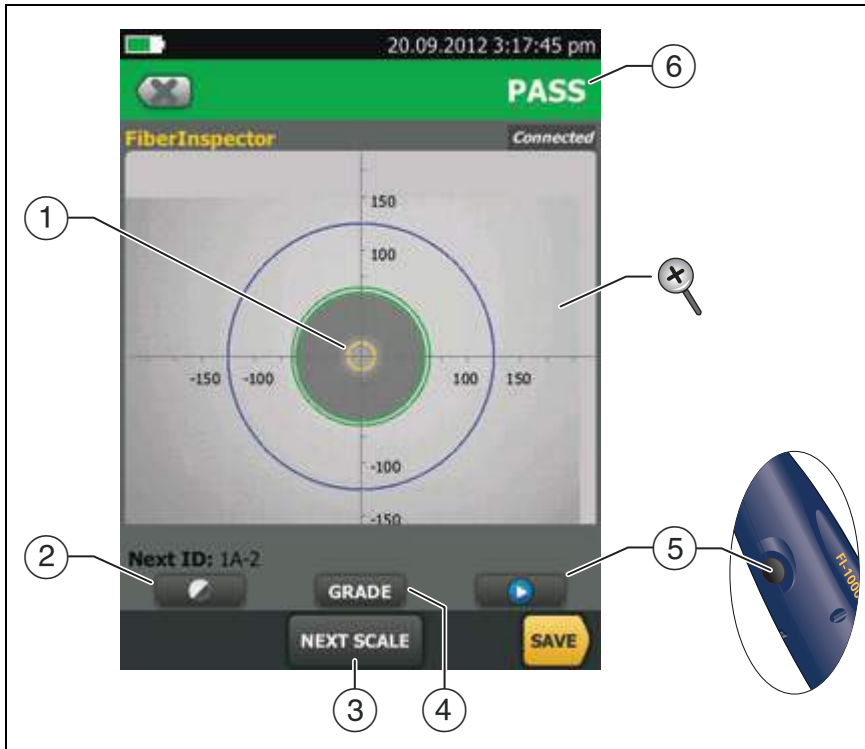 20.09.2012 3:17:45 pm
6
PASS
FiberInspector
Connected
1
150
100
-150 -100 100 150
-100
-150
Next ID: 1A-2
2
5
GRADE
FI-1000
NEXT SCALE
SAVE
3
4